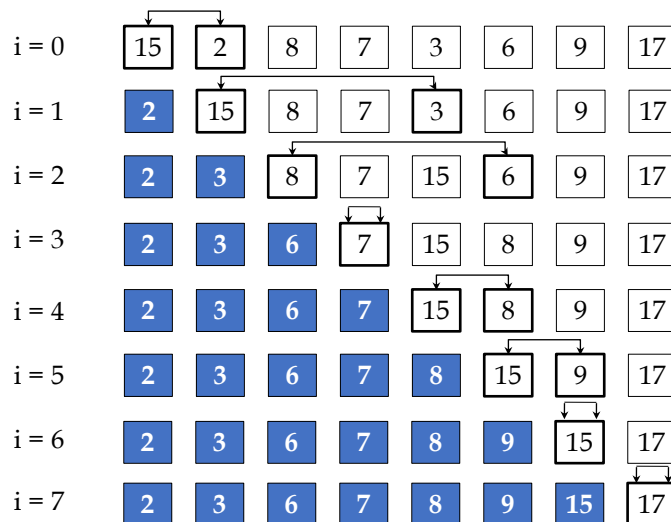 i = 0 15 2 8 7 3 6 9 17
i = 1 2 15 8 7 3 6 9 17
i = 2 2 3 8 7 15 6 9 17
i = 3 2 3 6 7 15 8 9 17
i = 4 2 3 6 7 15 8 9 17
i = 5 2 3 6 7 8 15 9 17
i = 6 2 3 6 7 8 9 15 17
i = 7 2 3 6 7 8 9 15 17